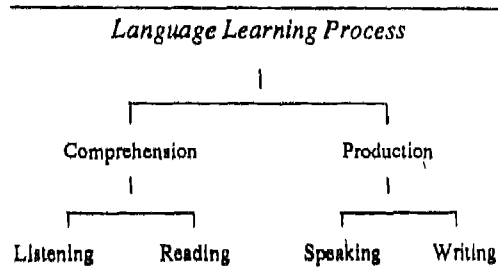 Language Learning Process
Comprehension Production
Listening Reading Speaking Writing